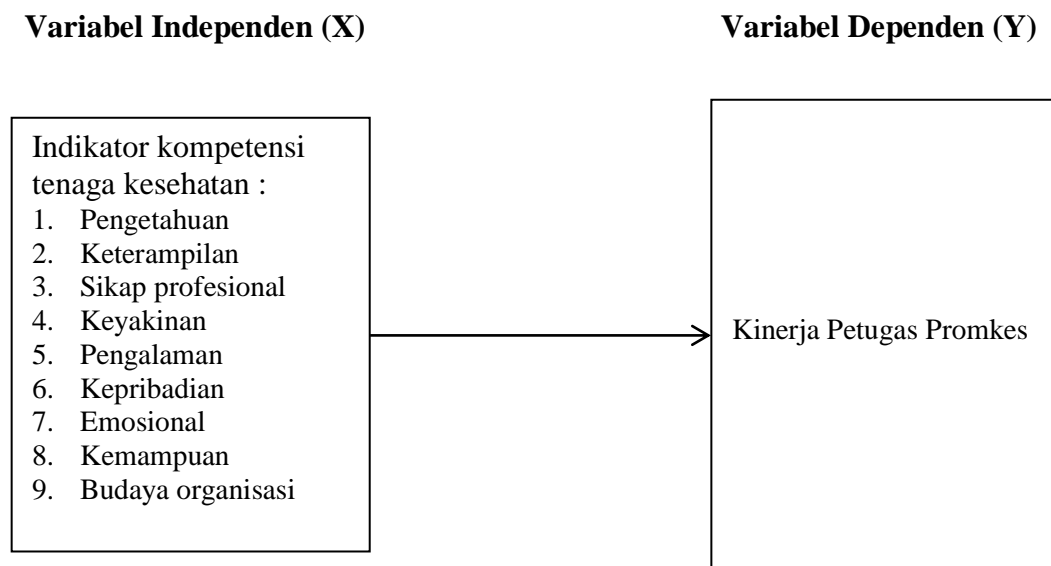 Variabel Independen (X)
Variabel Dependen (Y)
Indikator kompetensi
tenaga kesehatan :
1. Pengetahuan
2. Keterampilan
3. Sikap profesional
4. Keyakinan
5. Pengalaman
6. Kepribadian
7. Emosional
8. Kemampuan
9. Budaya organisasi
Kinerja Petugas Promkes